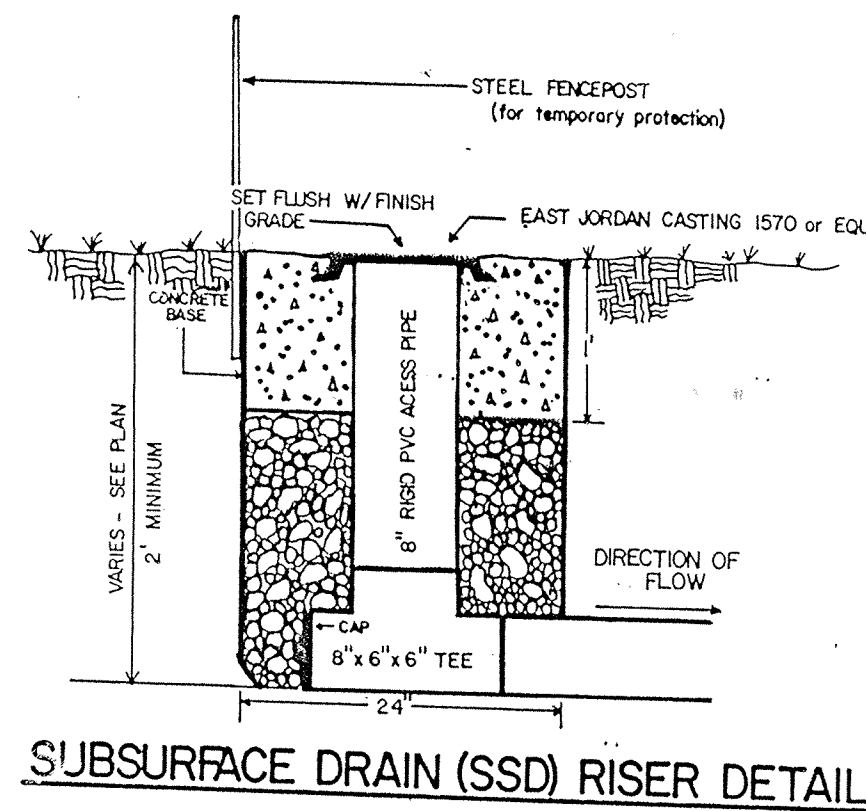 STEEL FENCEPOST
(for temporary protection)
SET FLUSH W/ FINISH
GRADE
EAST JORDAN CASTING 1570 or EQU
CONCRETE
BASE
8" RIGID PVC ACESS PIPE
1'
VARIES - SEE PLAN
2' MINIMUM
DIRECTION OF
FLOW
CAP
8"x 6"x 6" TEE
24"
SUBSURFACE DRAIN (SSD) RISER DETAIL